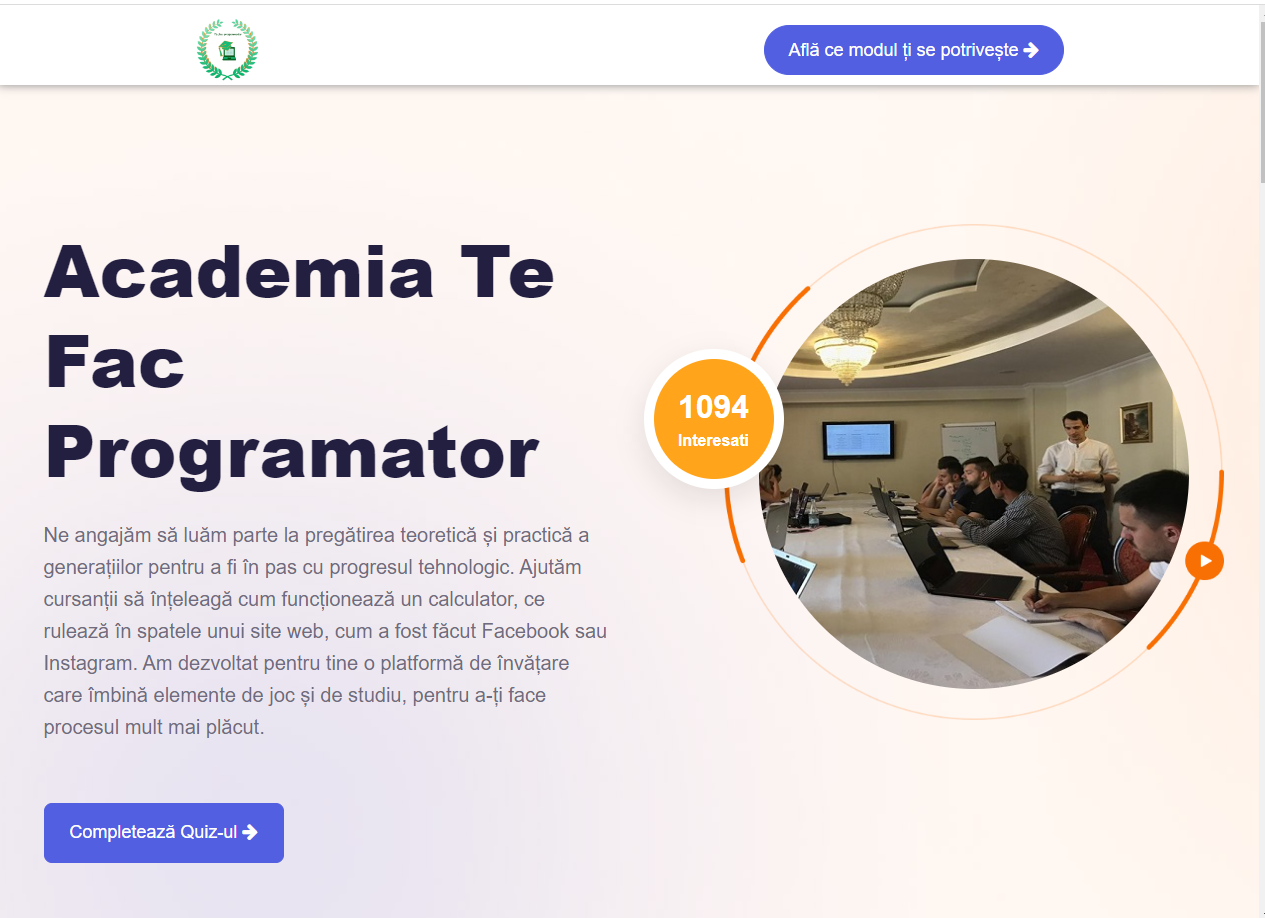 Te fac programator
Află ce modul ți se potrivește
Academia Te
Fac
Programator
1094
Interesati
Ne angajăm să luăm parte la pregătirea teoretică și practică a
generațiilor pentru a fi în pas cu progresul tehnologic. Ajutăm
cursanții să înțeleagă cum funcționează un calculator, ce
rulează în spatele unui site web, cum a fost făcut Facebook sau
Instagram. Am dezvoltat pentru tine o platformă de învățare
care îmbină elemente de joc și de studiu, pentru a-ți face
procesul mult mai plăcut.
Completează Quiz-ul